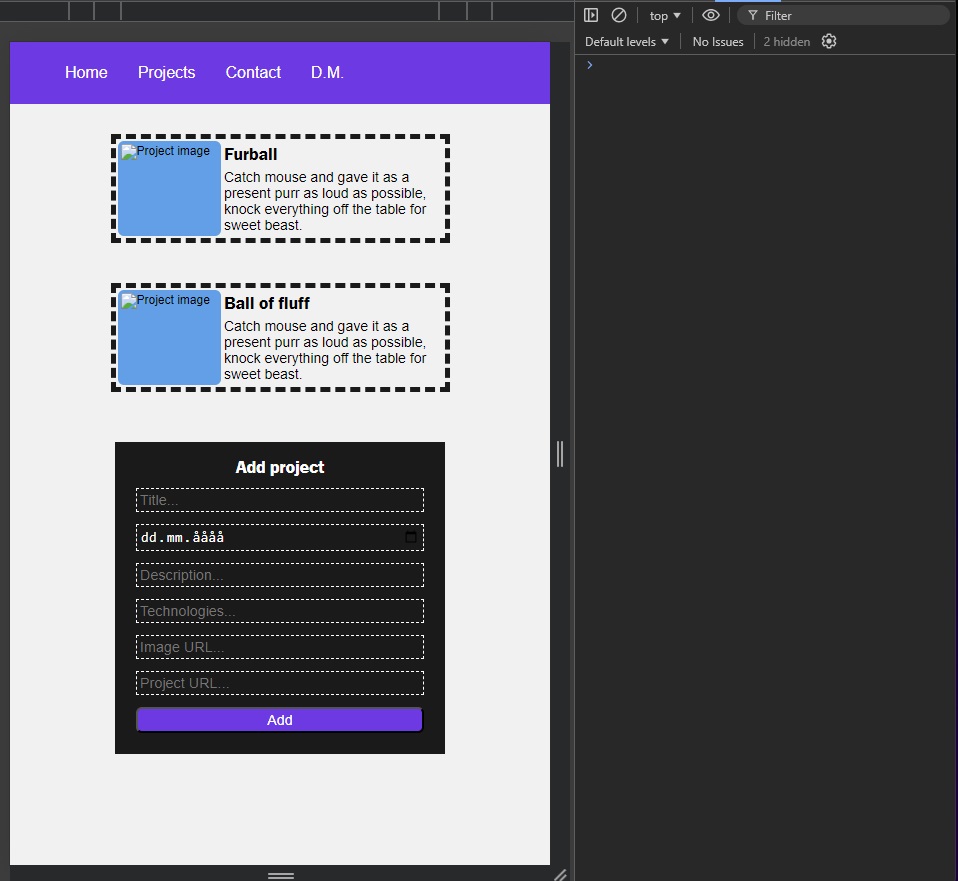 top
Filter
Default levels
No Issues
2 hidden
Home Projects Contact D.M.
Project image
Furball
Catch mouse and gave it as a
present purr as loud as possible,
knock everything off the table for
sweet beast.
Project image
Ball of fluff
Catch mouse and gave it as a
present purr as loud as possible,
knock everything off the table for
sweet beast.
Add project
Title...
dd.mm.åååå
Description...
Technologies...
Image URL...
Project URL...
Add